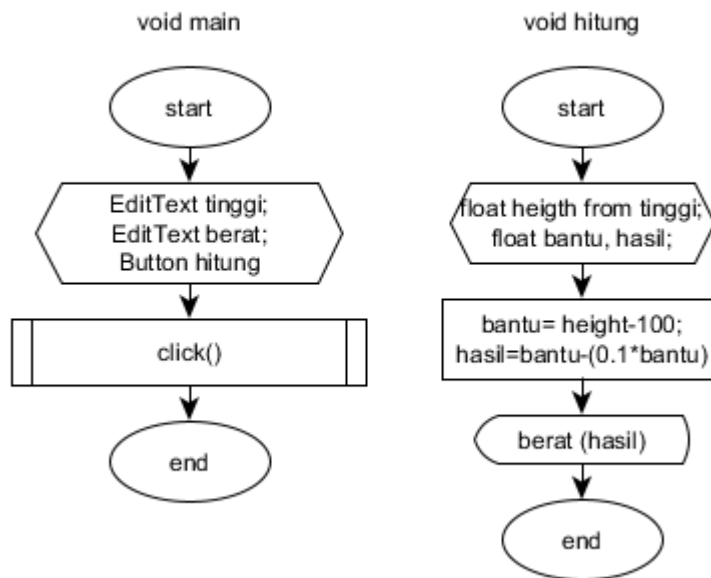 void main
start
EditText tinggi;
EditText berat;
Button hitung
click()
end
void hitung
start
float heigth from tinggi;
float bantu, hasil;
bantu= height-100;
hasil=bantu-(0.1*bantu)
berat (hasil)
end